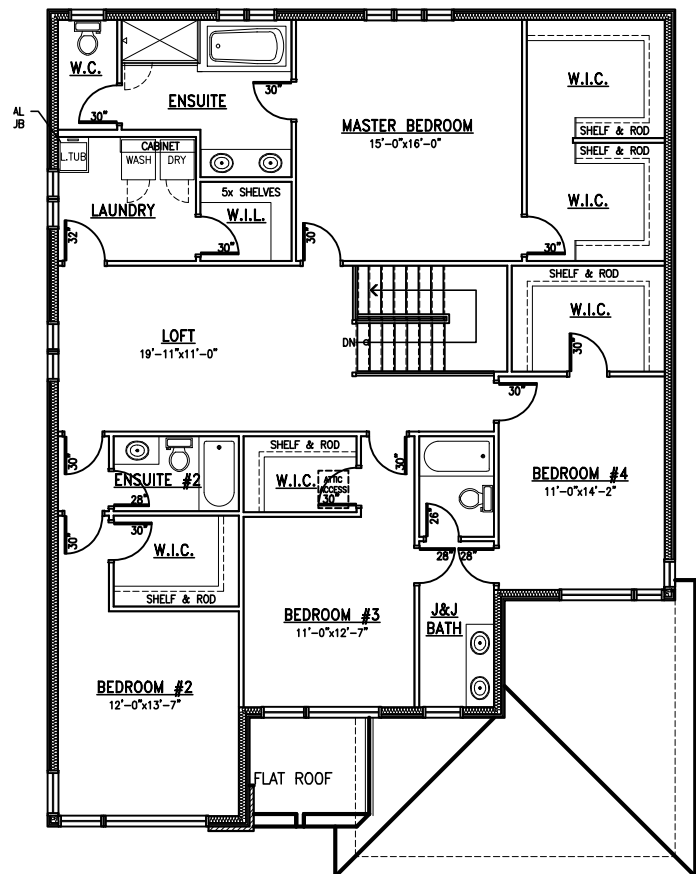 W.C.
30"
ENSUITE
30"
MASTER BEDROOM
15'-0"x16'-0"
W.I.C.
SHELF & ROD
SHELF & ROD
W.I.C.
30"
AL
JB
L.TUB
CABINET
WASH
DRY
LAUNDRY
32"
5x SHELVES
W.I.L.
30"
30"
SHELF & ROD
W.I.C.
30"
LOFT
19'-11"x11'-0"
DN
30"
30"
ENSUITE #2
28"
SHELF & ROD
W.I.C.
ATTIC
ACCESS
30"
30"
BEDROOM #4
11'-0"x14'-2"
26"
30"
30"
W.I.C.
SHELF & ROD
28"
28"
BEDROOM #3
11'-0"x12'-7"
J&J
BATH
BEDROOM #2
12'-0"x13'-7"
FLAT ROOF